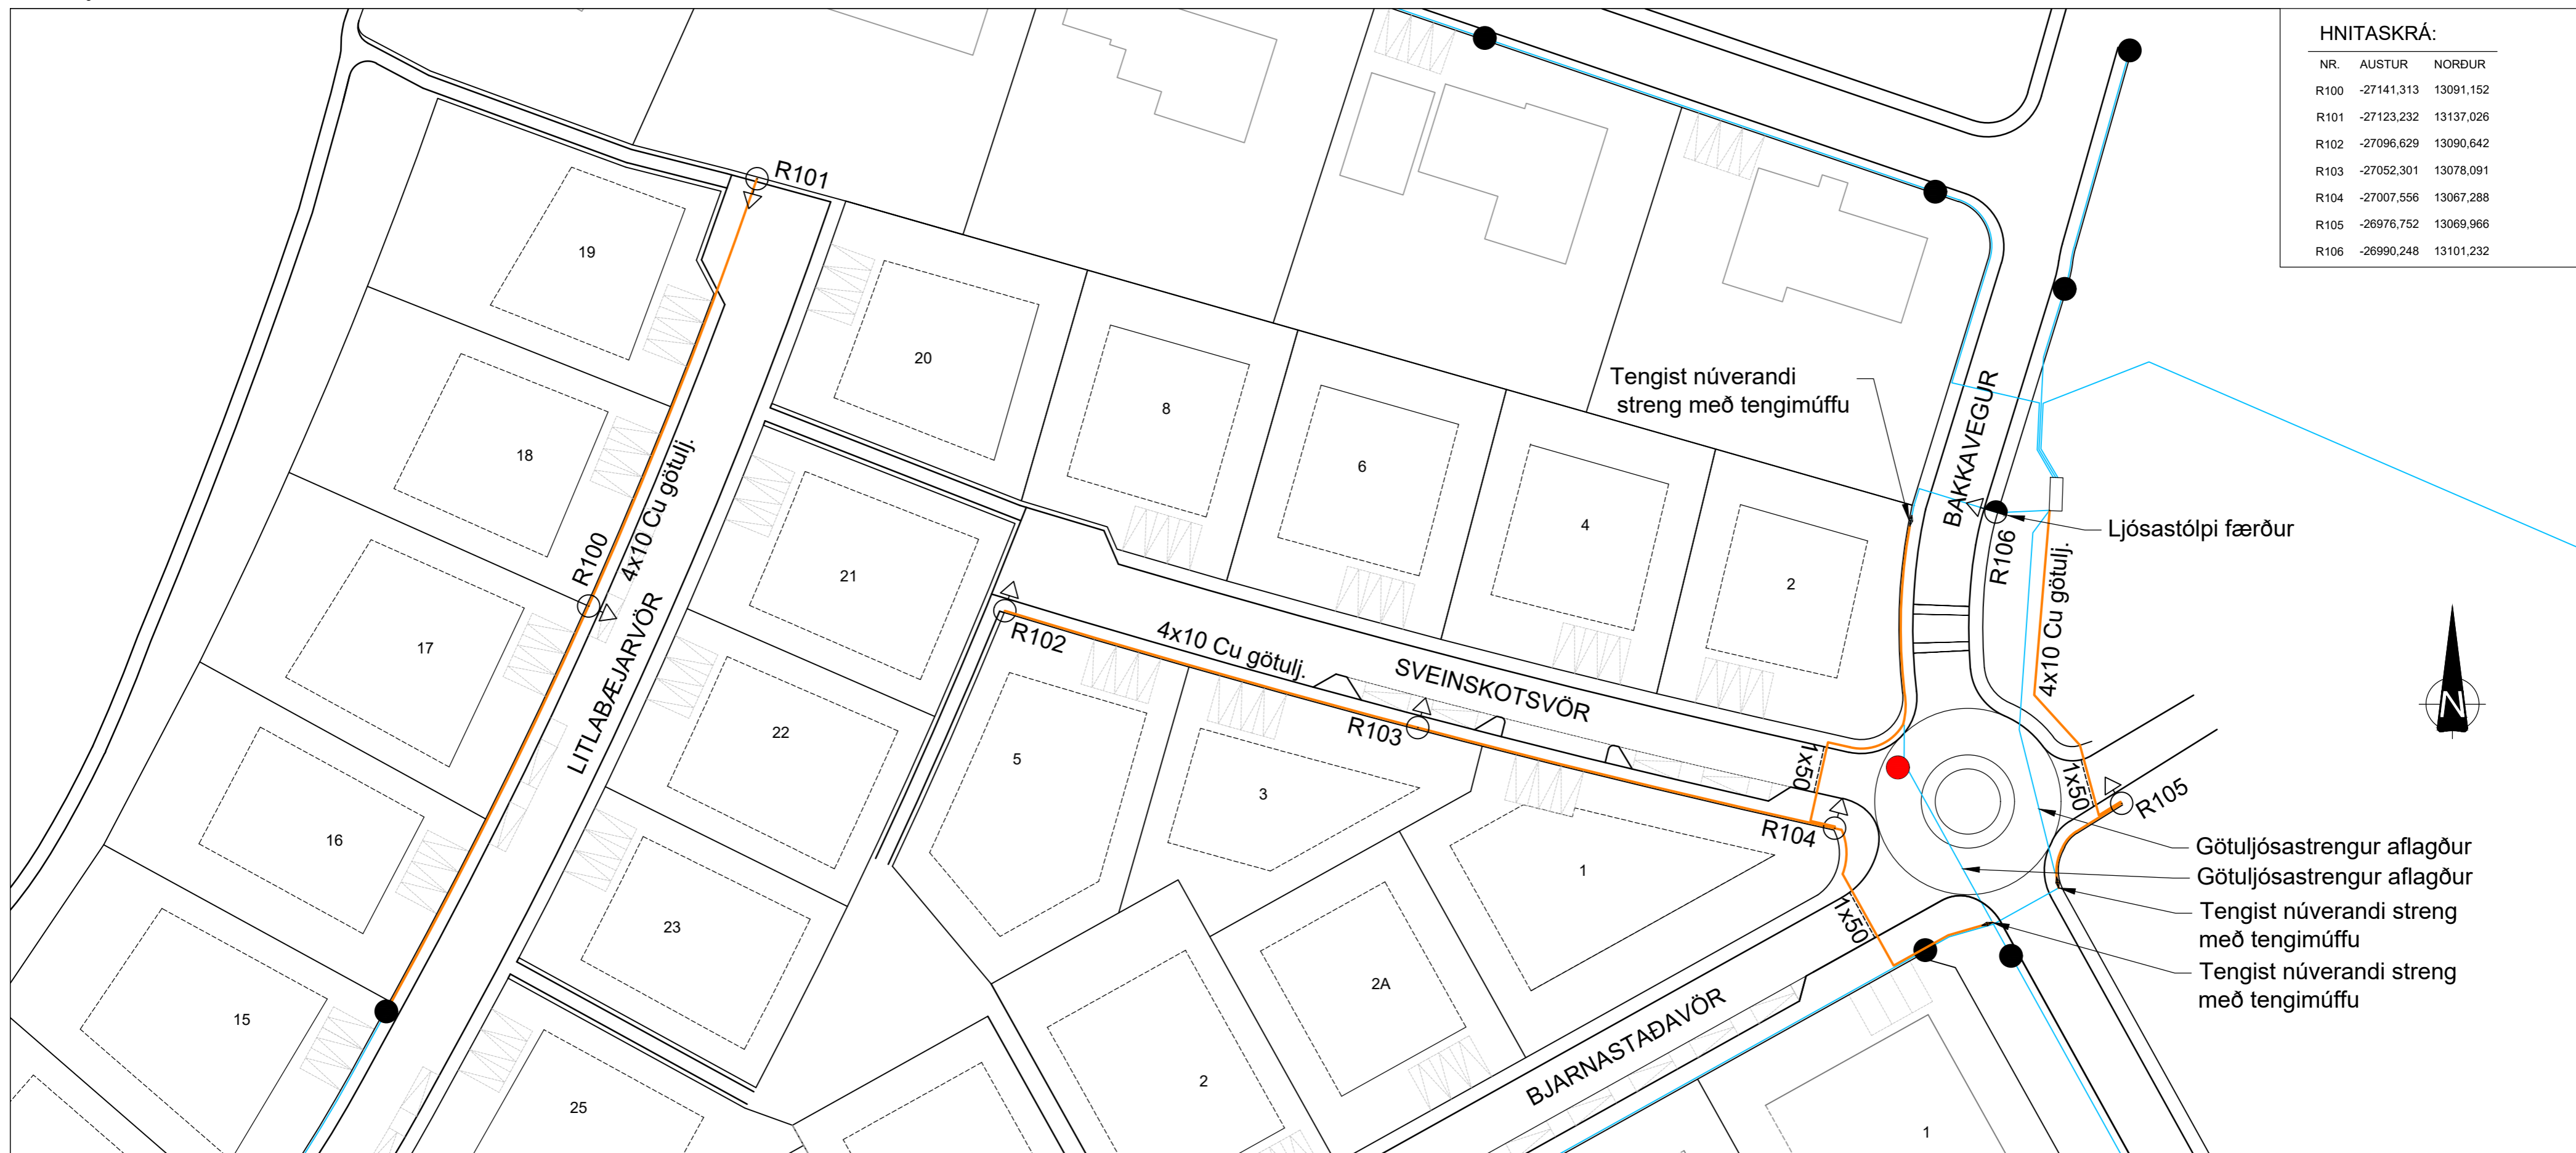 HNITASKRÁ:
NR. AUSTUR NORÐUR
R100 -27141,313 13091,152
R101 -27123,232 13137,026
R102 -27096,629 13090,642
R103 -27052,301 13078,091
R104 -27007,556 13067,288
R105 -26976,752 13069,966
R106 -26990,248 13101,232
R101
19
20
8
6
4
2
18
17
16
15
21
22
23
25
5
3
1
2A
2
1
R100
4x10 Cu götulj.
LITLABÆJARVÖR
R102
4x10 Cu götulj.
SVEINSKOTSVÖR
R103
R104
1x50
1x50
BJARNASTAÐAVÖR
Tengist núverandi
streng með tengimúffu
BAKKAVEGUR
R106
Ljósastólpi færður
4x10 Cu götulj.
1x50
R105
N
Götuljósastrengur aflagður
Götuljósastrengur aflagður
Tengist núverandi streng
með tengimúffu
Tengist núverandi streng
með tengimúffu